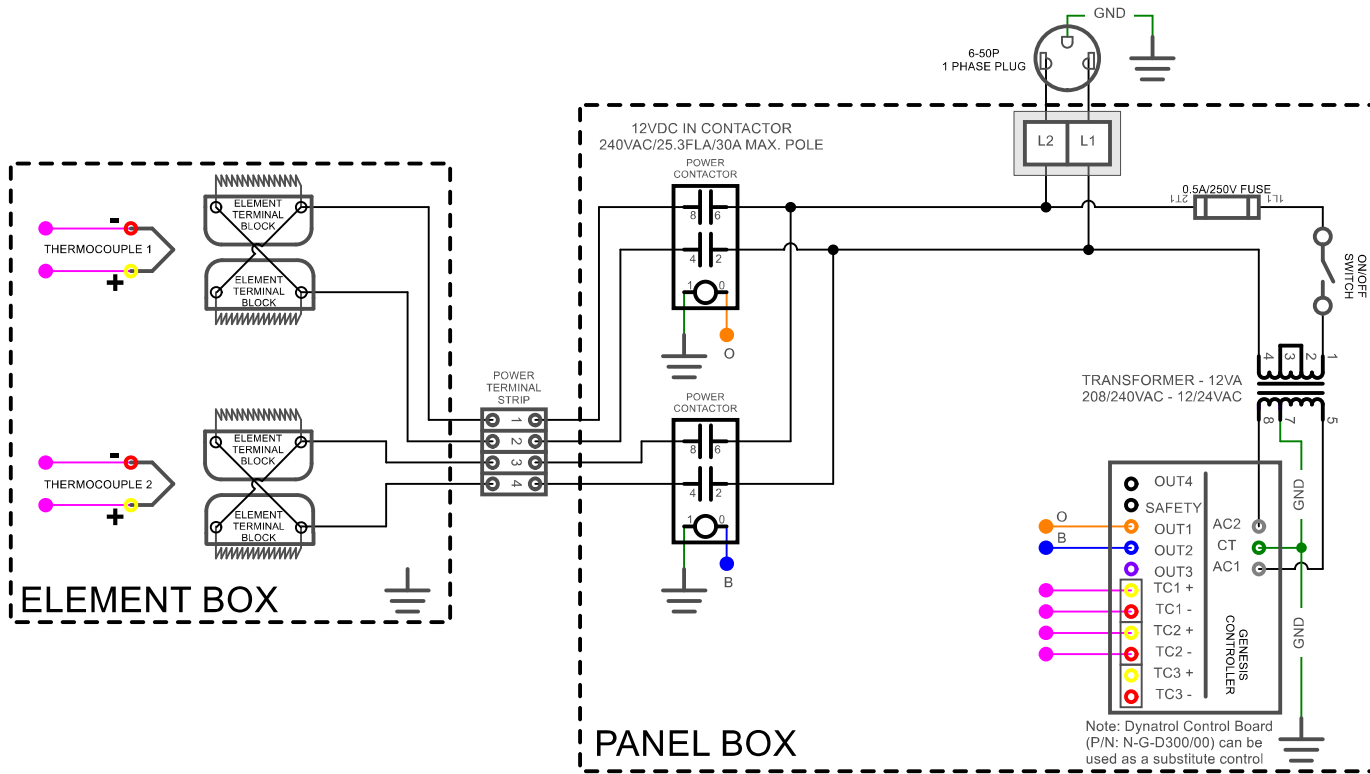 GND
6-50P
1 PHASE PLUG
12VDC IN CONTACTOR
240VAC/25.3FLA/30A MAX. POLE
POWER
CONTACTOR
L2
L1
8
6
4
2
1
0
O
2T1
0.5A/250V FUSE
1L1
ON/OFF
SWITCH
-
THERMOCOUPLE 1
+
ELEMENT
TERMINAL
BLOCK
ELEMENT
TERMINAL
BLOCK
POWER
TERMINAL
STRIP
1
2
3
4
POWER
CONTACTOR
8
6
4
2
1
0
B
4
3
2
1
TRANSFORMER - 12VA
208/240VAC - 12/24VAC
8
7
5
-
THERMOCOUPLE 2
+
ELEMENT
TERMINAL
BLOCK
ELEMENT
TERMINAL
BLOCK
ELEMENT BOX
OUT4
SAFETY
O
OUT1
B
OUT2
OUT3
TC1 +
TC1 -
TC2 +
TC2 -
TC3 +
TC3 -
AC2
CT
AC1
GENESIS
CONTROLLER
GND
GND
Note: Dynatrol Control Board
(P/N: N-G-D300/00) can be
used as a substitute control
PANEL BOX